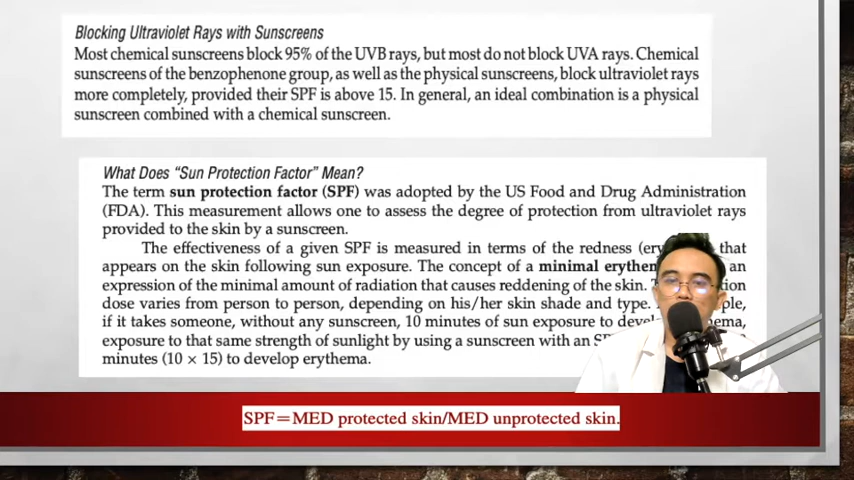 Blocking Ultraviolet Rays with Sunscreens
Most chemical sunscreens block 95% of the UVB rays, but most do not block UVA rays. Chemical
sunscreens of the benzophenone group, as well as the physical sunscreens, block ultraviolet rays
more completely, provided their SPF is above 15. In general, an ideal combination is a physical
sunscreen combined with a chemical sunscreen.
What Does “Sun Protection Factor” Mean?
The term sun protection factor (SPF) was adopted by the US Food and Drug Administration
(FDA). This measurement allows one to assess the degree of protection from ultraviolet rays
provided to the skin by a sunscreen.
The effectiveness of a given SPF is measured in terms of the redness that
appears on the skin following sun exposure. The concept of a minimal an
expression of the minimal amount of radiation that causes reddening of the skin.
dose varies from person to person, depending on his/her skin shade and type.
if it takes someone, without any sunscreen, 10 minutes of sun exposure to
exposure to that same strength of sunlight by using a sunscreen with an
minutes (10 × 15) to develop erythema.
SPF=MED protected skin/MED unprotected skin.